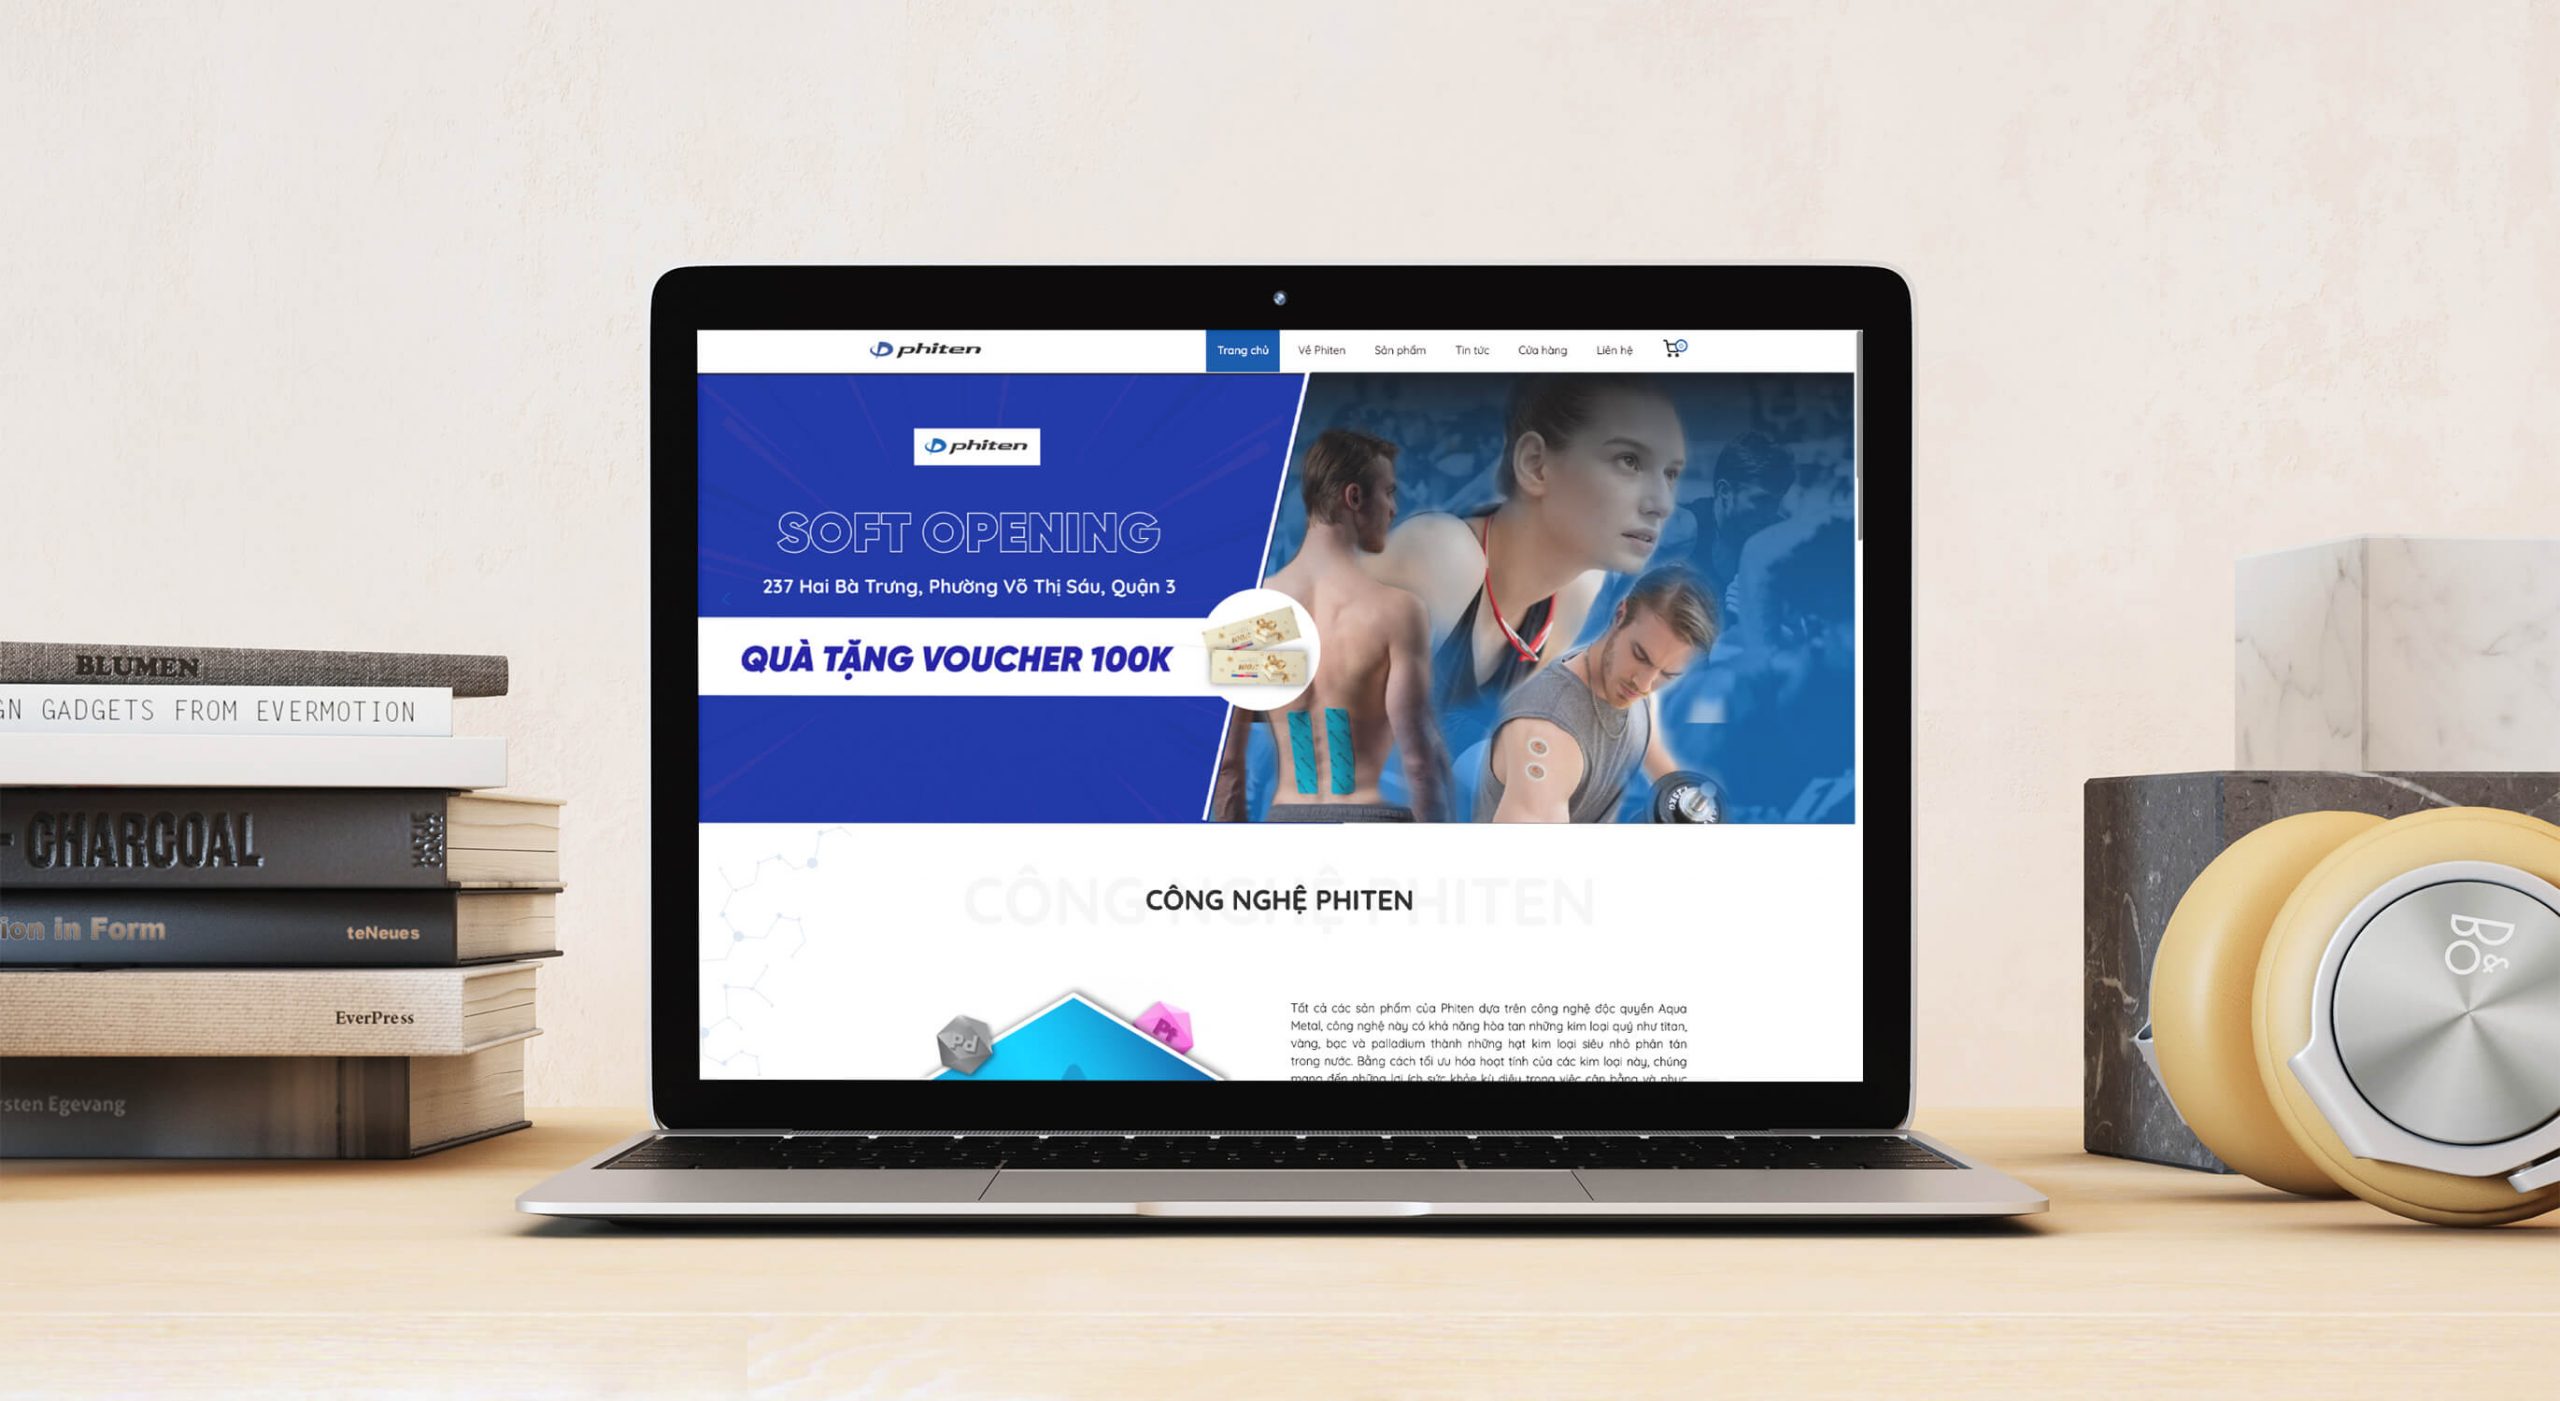 phiten
Trang chủ Về Phiten Sản phẩm Tin tức Cửa hàng Liên hệ 0
phiten
SOFT OPENING
237 Hai Bà Trưng, Phường Võ Thị Sáu, Quận 3
QUÀ TẶNG VOUCHER 100K
CÔNG NGHỆ PHITEN
CÔNG NGHỆ PHITEN
Pd
Pt
Tất cả các sản phẩm của Phiten dựa trên công nghệ độc quyền Aqua
Metal, công nghệ này có khả năng hòa tan những kim loại quý như titan,
vàng, bạc và palladium thành những hạt kim loại siêu nhỏ phân tán
trong nước. Bằng cách tối ưu hóa hoạt tính của các kim loại này, chúng
mang đến những lợi ích sức khỏe kỳ diệu trong việc cân bằng và phục
BLUMEN
GN GADGETS FROM EVERMOTION
CHARCOAL
ion in Form teNeues
EverPress
rsten Egevang
B&O